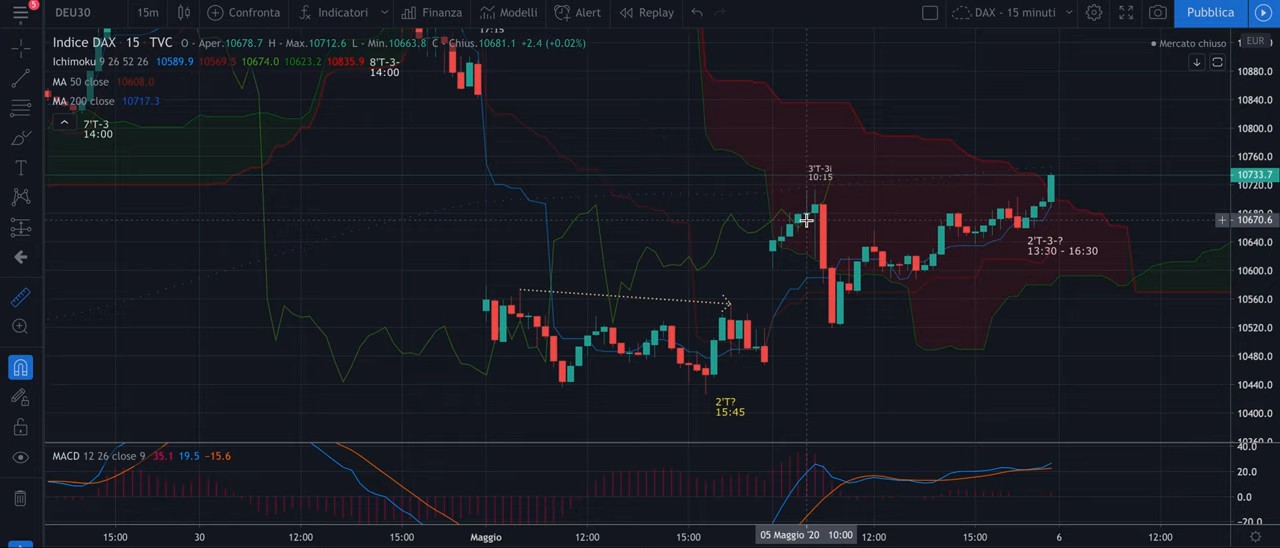 5
DEU30 15m Confronta Indicatori Finanza Modelli Alert Replay DAX - 15 minuti Pubblica
17:15
Indice DAX · 15 · TVC O - Aper.10678.7 H - Max.10712.6 L - Min.10663.8 C - Chius.10681.1 +2.4 (+0.02%)
Mercato chiuso
EUR
Ichimoku 9 26 52 26 10589.9 10569.5 10674.0 10623.2 10835.9
8'T-3-
14:00
MA 50 close 10608.0
MA 200 close 10717.3
7'T-3
14:00
3'T-3i
10:15
2'T-3-?
13:30 - 16:30
2'T?
15:45
10880.0
10840.0
10800.0
10760.0
10733.7
10720.0
10670.6
10640.0
10600.0
10560.0
10520.0
10480.0
10440.0
10400.0
MACD 12 26 close 9 35.1 19.5 −15.6
40.0
20.0
0.0
−20.0
15:00 30 12:00 15:00 Maggio 12:00 15:00 05 Maggio '20 10:00 12:00 15:00 6 12:00